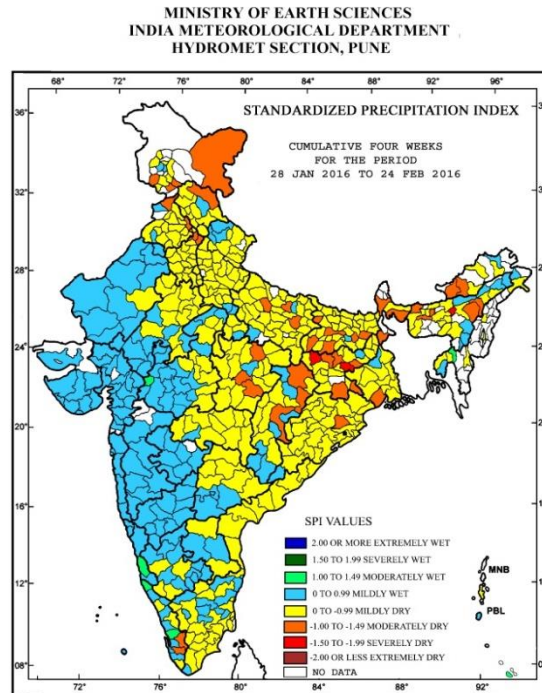 MINISTRY OF EARTH SCIENCES
INDIA METEOROLOGICAL DEPARTMENT
HYDROMET SECTION, PUNE
68° 72° 76° 80° 84° 88° 92° 96°
36°
STANDARDIZED PRECIPITATION INDEX
CUMULATIVE FOUR WEEKS
FOR THE PERIOD
28 JAN 2016 TO 24 FEB 2016
32°
28°
24°
20°
16°
12°
08°
SPI VALUES
2.00 OR MORE EXTREMELY WET
1.50 TO 1.99 SEVERELY WET
1.00 TO 1.49 MODERATELY WET
0 TO 0.99 MILDLY WET
0 TO -0.99 MILDLY DRY
-1.00 TO -1.49 MODERATELY DRY
-1.50 TO -1.99 SEVERELY DRY
-2.00 OR LESS EXTREMELY DRY
NO DATA
MNB
PBL
72° 76° 80° 84° 88° 92°